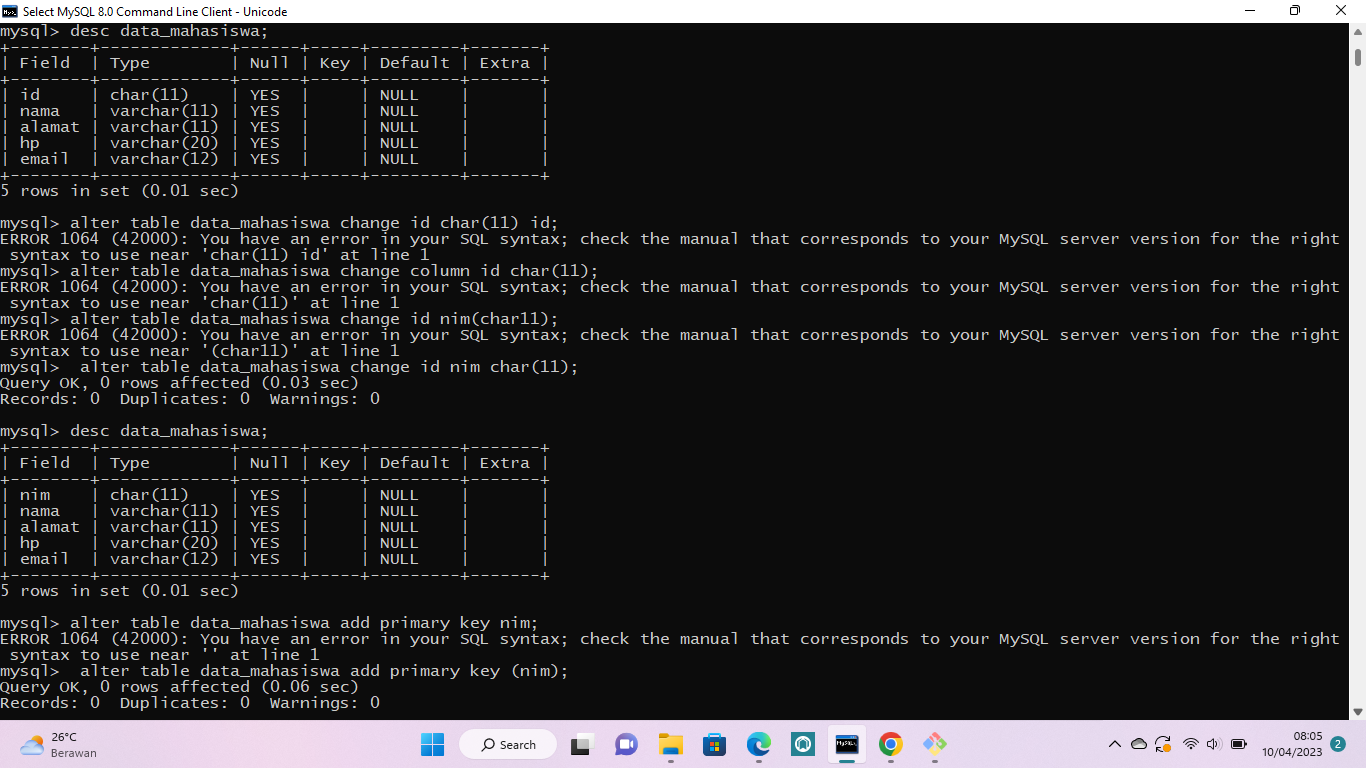 Select MySQL 8.0 Command Line Client - Unicode
mysql> desc data_mahasiswa;
+--------+-------------+------+-----+---------+-------+
| Field  | Type        | Null | Key | Default | Extra |
+--------+-------------+------+-----+---------+-------+
| id     | char(11)    | YES  |     | NULL    |       |
| nama   | varchar(11) | YES  |     | NULL    |       |
| alamat | varchar(11) | YES  |     | NULL    |       |
| hp     | varchar(20) | YES  |     | NULL    |       |
| email  | varchar(12) | YES  |     | NULL    |       |
+--------+-------------+------+-----+---------+-------+
5 rows in set (0.01 sec)
mysql> alter table data_mahasiswa change id char(11) id;
ERROR 1064 (42000): You have an error in your SQL syntax; check the manual that corresponds to your MySQL server version for the right
syntax to use near 'char(11) id' at line 1
mysql> alter table data_mahasiswa change column id char(11);
ERROR 1064 (42000): You have an error in your SQL syntax; check the manual that corresponds to your MySQL server version for the right
syntax to use near 'char(11)' at line 1
mysql> alter table data_mahasiswa change id nim(char11);
ERROR 1064 (42000): You have an error in your SQL syntax; check the manual that corresponds to your MySQL server version for the right
syntax to use near '(char11)' at line 1
mysql>  alter table data_mahasiswa change id nim char(11);
Query OK, 0 rows affected (0.03 sec)
Records: 0  Duplicates: 0  Warnings: 0
mysql> desc data_mahasiswa;
+--------+-------------+------+-----+---------+-------+
| Field  | Type        | Null | Key | Default | Extra |
+--------+-------------+------+-----+---------+-------+
| nim    | char(11)    | YES  |     | NULL    |       |
| nama   | varchar(11) | YES  |     | NULL    |       |
| alamat | varchar(11) | YES  |     | NULL    |       |
| hp     | varchar(20) | YES  |     | NULL    |       |
| email  | varchar(12) | YES  |     | NULL    |       |
+--------+-------------+------+-----+---------+-------+
5 rows in set (0.01 sec)
mysql> alter table data_mahasiswa add primary key nim;
ERROR 1064 (42000): You have an error in your SQL syntax; check the manual that corresponds to your MySQL server version for the right
syntax to use near '' at line 1
mysql>  alter table data_mahasiswa add primary key (nim);
Query OK, 0 rows affected (0.06 sec)
Records: 0  Duplicates: 0  Warnings: 0
26°C
Berawan
Search
MySQL
08:05
10/04/2023
2